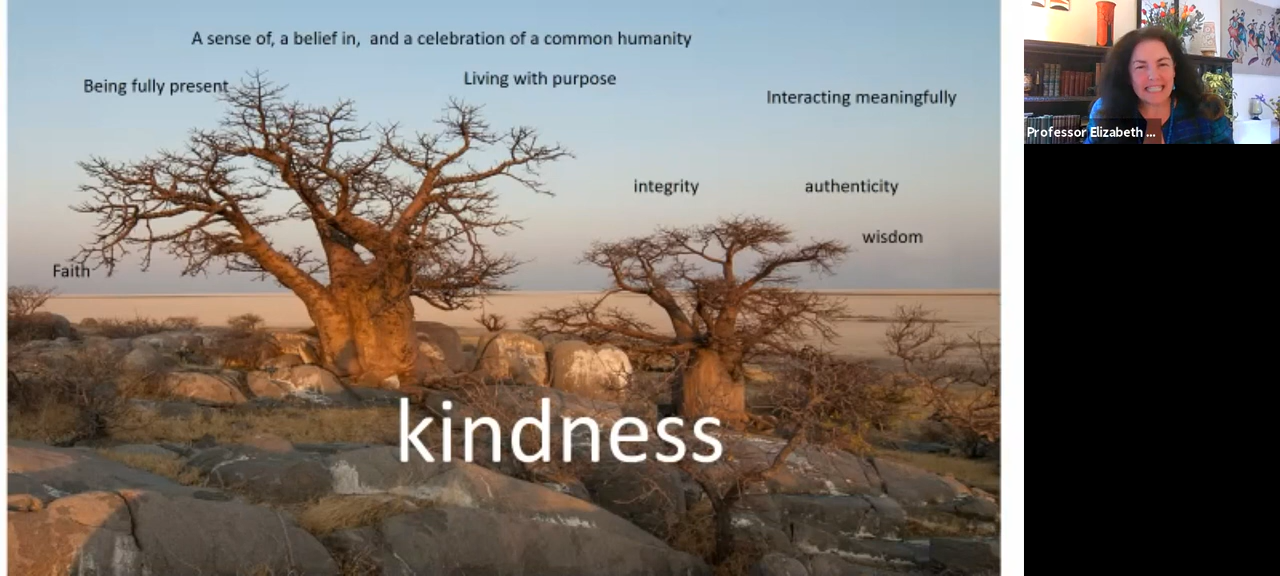 A sense of, a belief in,  and a celebration of a common humanity
Being fully present
Living with purpose
Interacting meaningfully
integrity
authenticity
wisdom
Faith
kindness
Professor Elizabeth ...